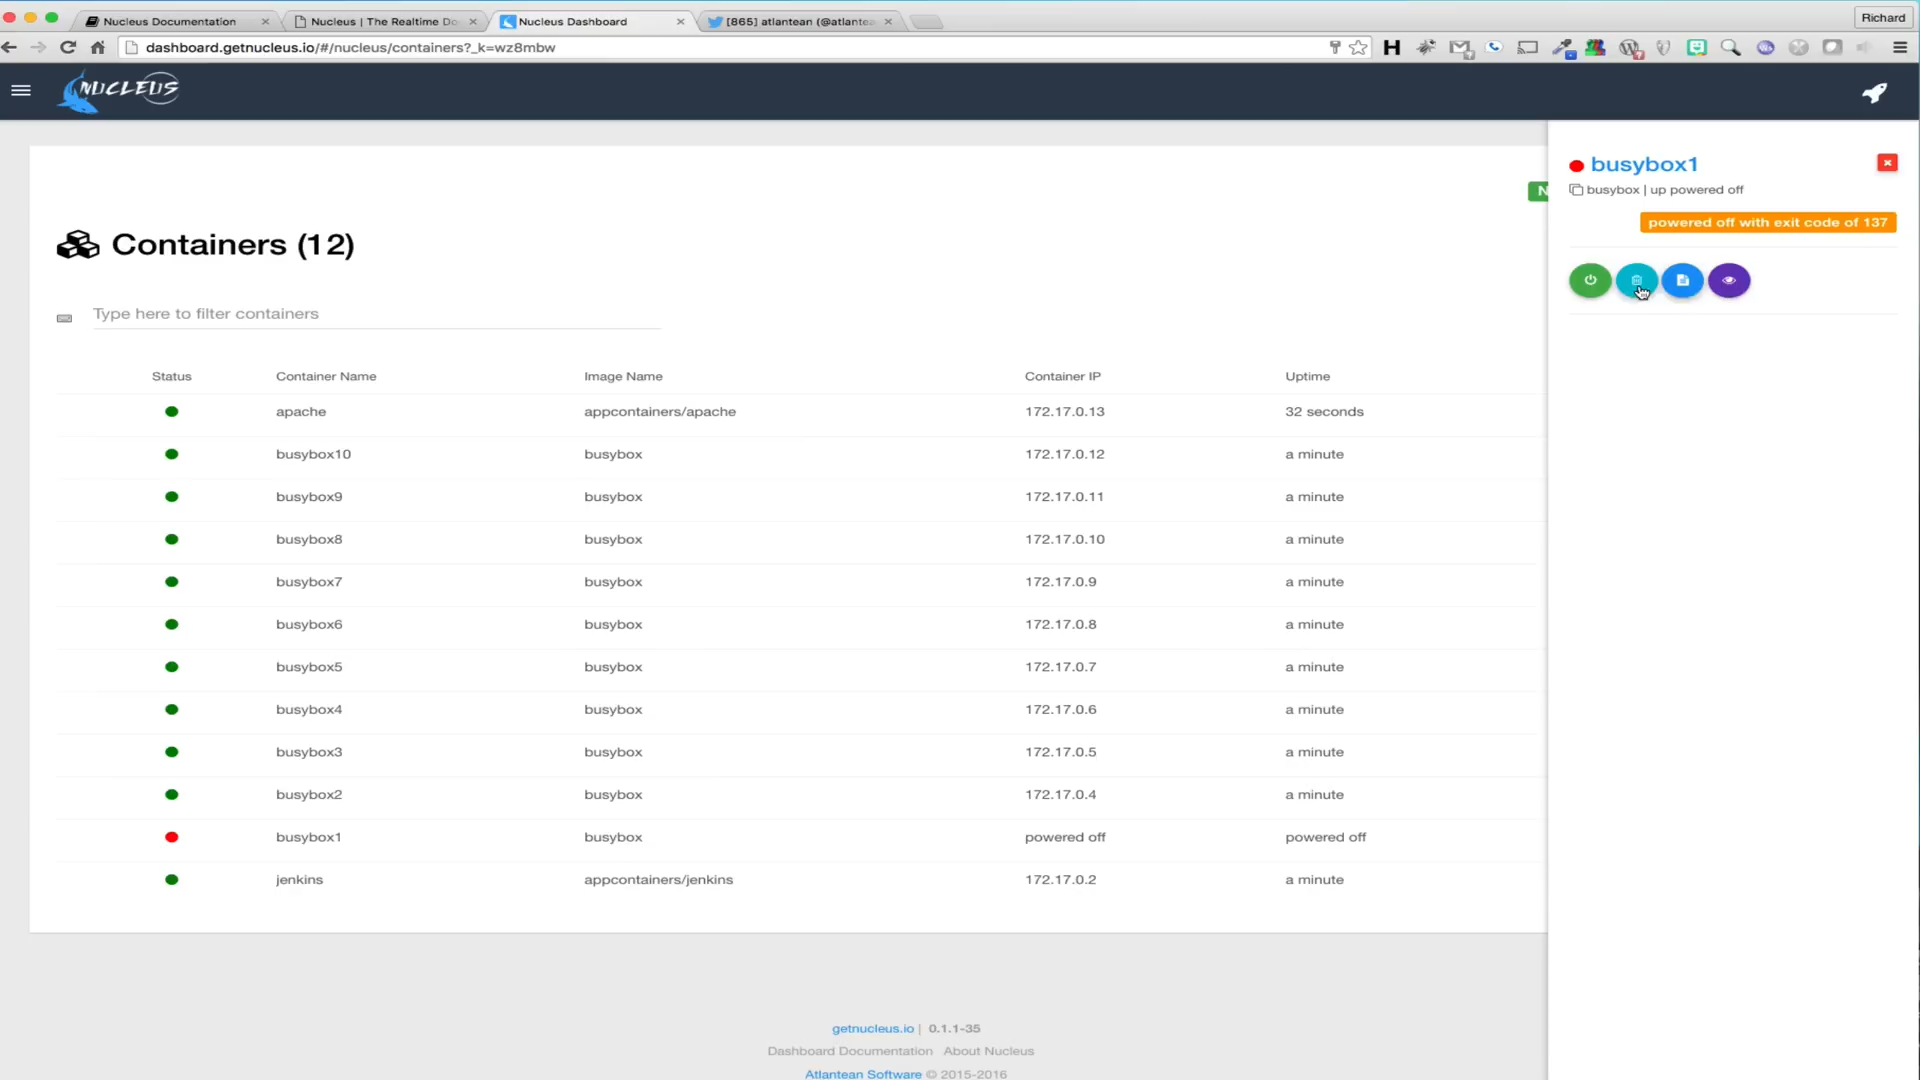 Nucleus Documentation
Nucleus | The Realtime Do
Nucleus Dashboard
[865] atlantean (@atlante
Richard
dashboard.getnucleus.io/#/nucleus/containers?_k=wz8mbw
NUCLEUS
N
busybox1
busybox | up powered off
powered off with exit code of 137
Containers (12)
Type here to filter containers
Status Container Name Image Name Container IP Uptime
apache appcontainers/apache 172.17.0.13 32 seconds
busybox10 busybox 172.17.0.12 a minute
busybox9 busybox 172.17.0.11 a minute
busybox8 busybox 172.17.0.10 a minute
busybox7 busybox 172.17.0.9 a minute
busybox6 busybox 172.17.0.8 a minute
busybox5 busybox 172.17.0.7 a minute
busybox4 busybox 172.17.0.6 a minute
busybox3 busybox 172.17.0.5 a minute
busybox2 busybox 172.17.0.4 a minute
busybox1 busybox powered off powered off
jenkins appcontainers/jenkins 172.17.0.2 a minute
getnucleus.io | 0.1.1-35
Dashboard Documentation About Nucleus
Atlantean Software © 2015-2016